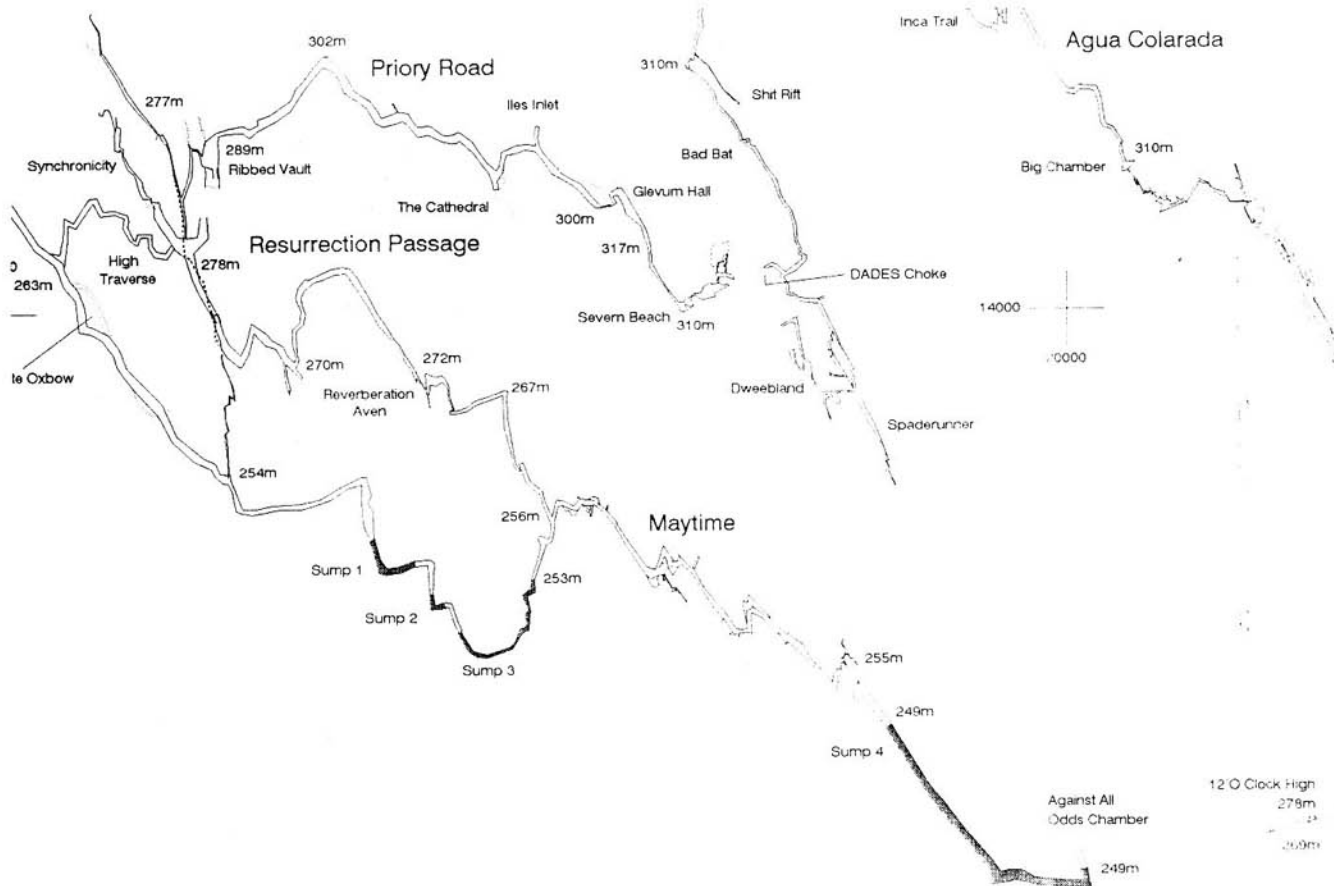 Inca Trail
Agua Colarada
302m
Priory Road
310m
Shit Rift
Iles Inlet
277m
289m
Ribbed Vault
Synchronicity
Bad Bat
310m
Big Chamber
Glevum Hall
The Cathedral
300m
317m
Resurrection Passage
High
Traverse
278m
263m
DADES Choke
Severn Beach
310m
14000
270m
272m
267m
te Oxbow
Reverberation
Aven
Dweebland
Spaderunner
254m
256m
Maytime
Sump 1
253m
Sump 2
Sump 3
255m
249m
Sump 4
Against All
Odds Chamber
12'O Clock High
278m
249m